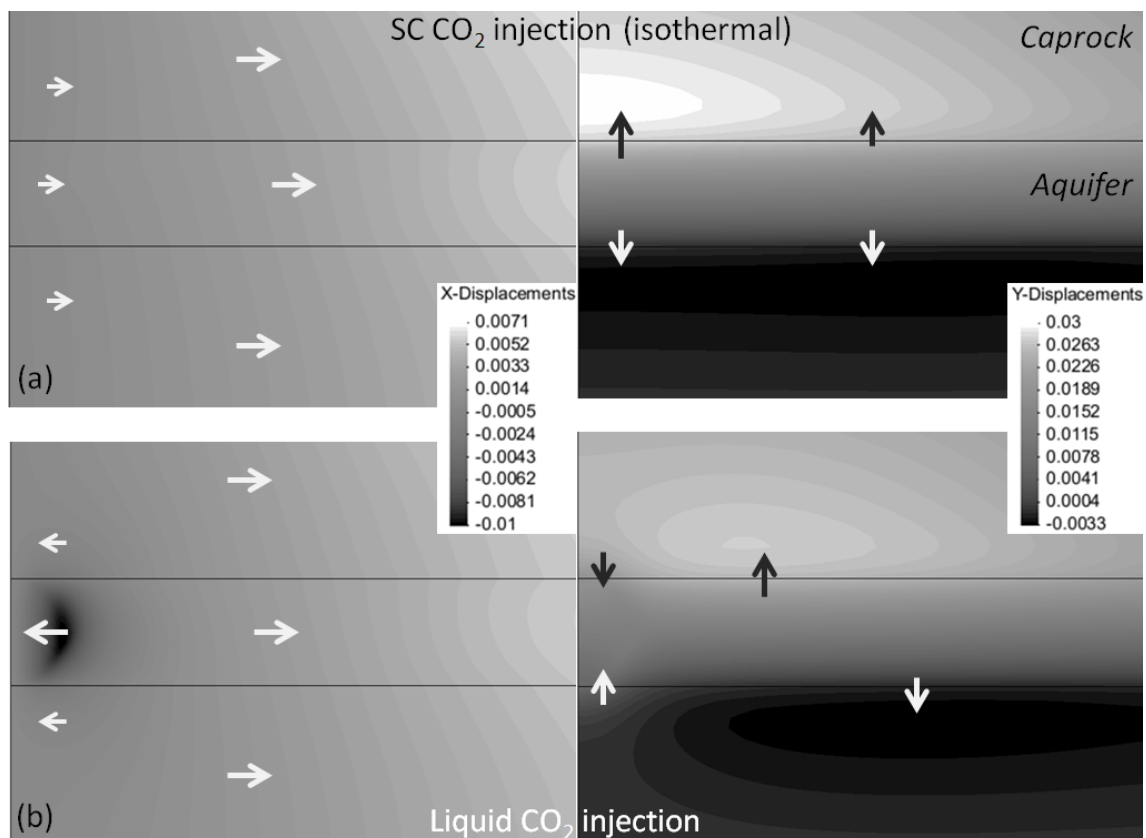 SC CO₂ injection (isothermal)
Caprock
Aquifer
X-Displacements
0.0071
0.0052
0.0033
0.0014
-0.0005
-0.0024
-0.0043
-0.0062
-0.0081
-0.01
Y-Displacements
0.03
0.0263
0.0226
0.0189
0.0152
0.0115
0.0078
0.0041
0.0004
-0.0033
(a)
(b)
Liquid CO₂ injection